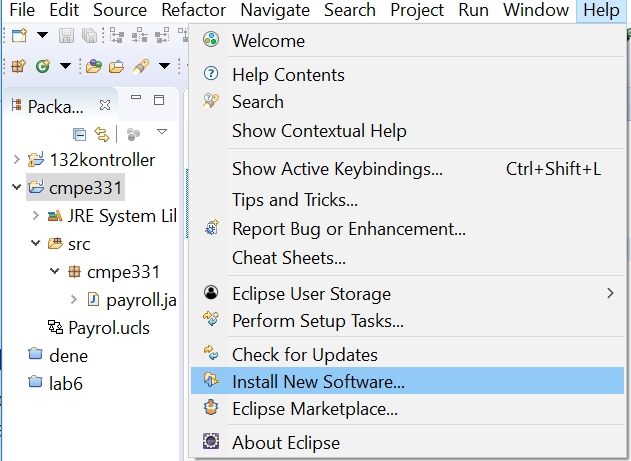 File Edit Source Refactor Navigate Search Project Run Window Help
Packa...
132kontroller
cmpe331
JRE System Lil
src
cmpe331
payroll.ja
Payrol.ucls
dene
lab6
Welcome
Help Contents
Search
Show Contextual Help
Show Active Keybindings... Ctrl+Shift+L
Tips and Tricks...
Report Bug or Enhancement...
Cheat Sheets...
Eclipse User Storage
Perform Setup Tasks...
Check for Updates
Install New Software...
Eclipse Marketplace...
About Eclipse